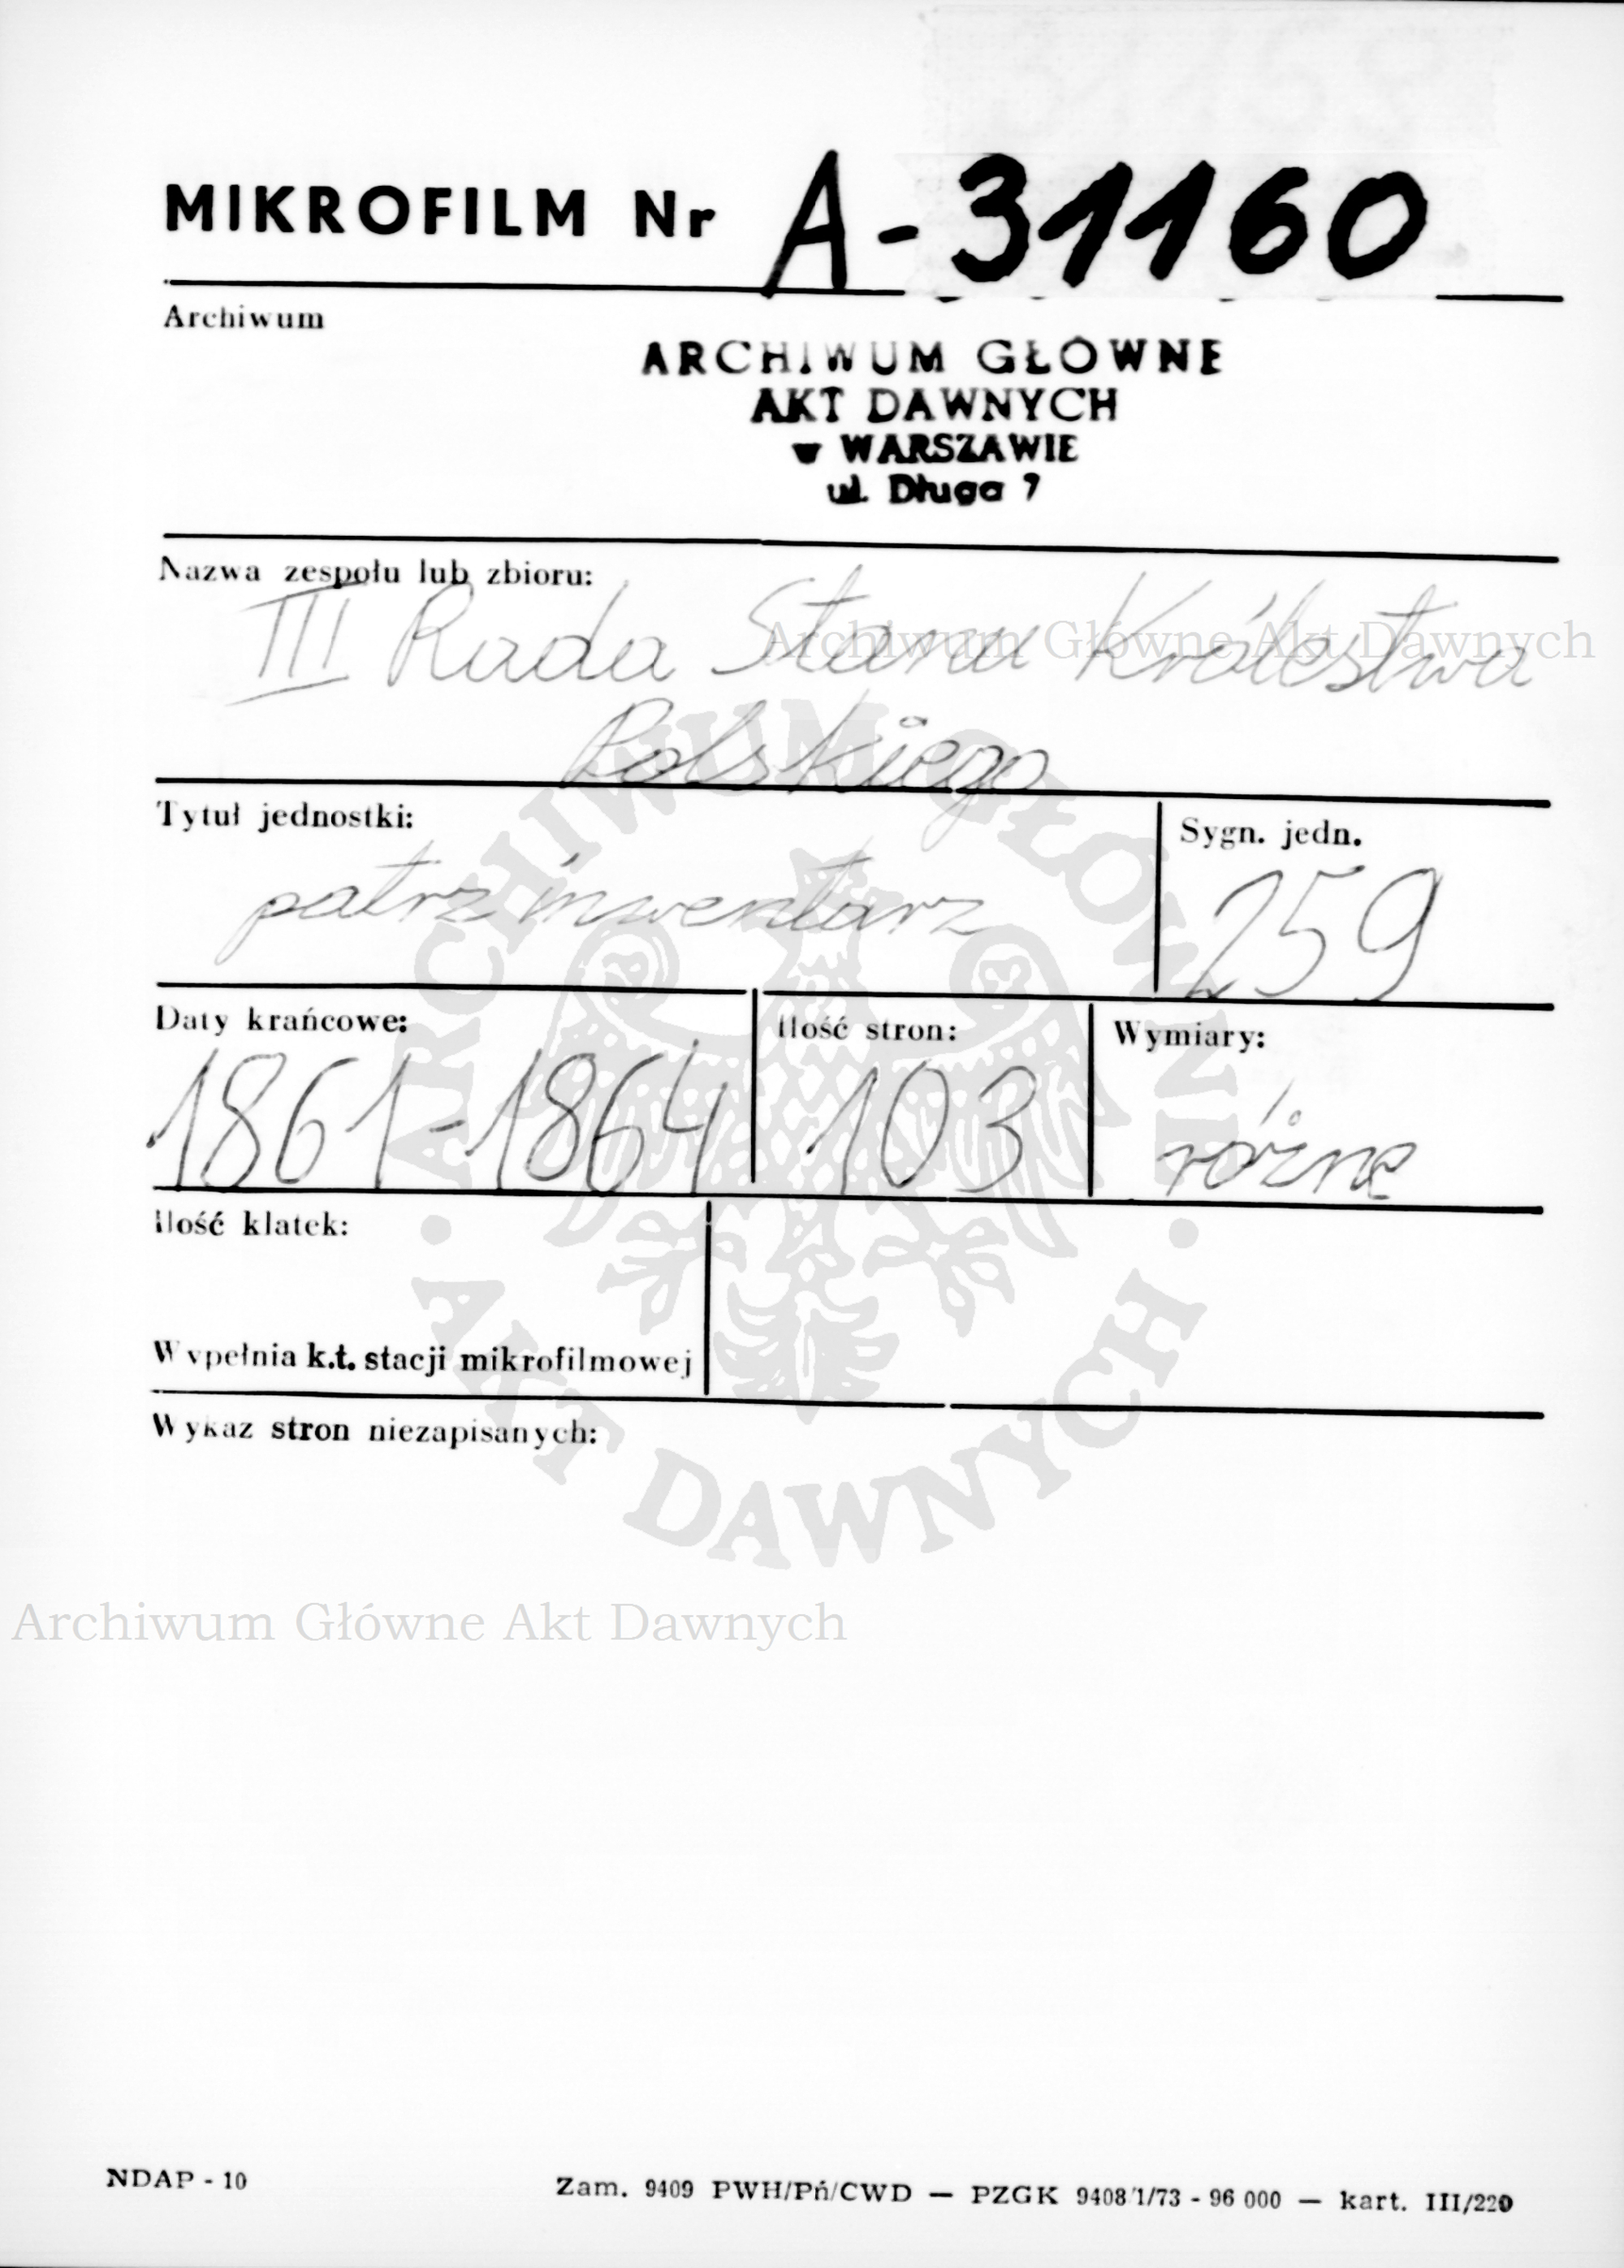 MIKROFILM Nr A-31160
Archiwum
ARCHIWUM GŁÓWNE
AKT DAWNYCH
w WARSZAWIE
ul. Długa 7
Nazwa zespołu lub zbioru:
III Rada Stanu Królestwa
Polskiego
Archiwum Główne Akt Dawnych
Tytuł jednostki:
patrz inwentarz
Sygn. jedn.
259
Daty krańcowe:
1861-1864
Ilość stron:
103
Wymiary:
różne
Ilość klatek:
Wypełnia k.t. stacji mikrofilmowej
Wykaz stron niezapisanych:
ARCHIWUM GŁÓWNE · AKT DAWNYCH ·
Archiwum Główne Akt Dawnych
NDAP - 10
Zam. 9409 PWH/Pń/CWD — PZGK 9408/1/73 - 96 000 — kart. III/220